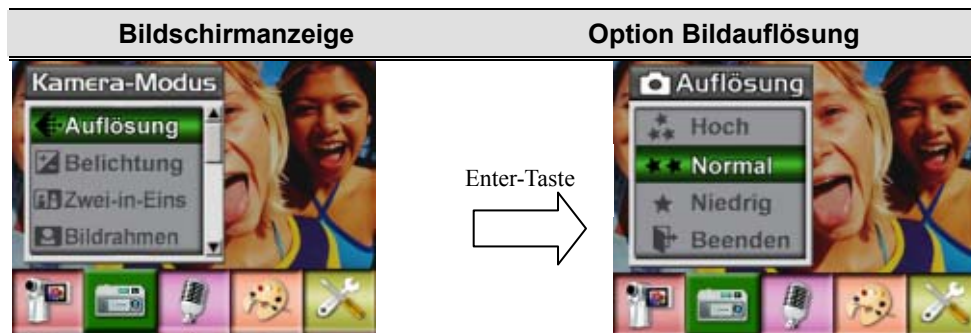 Bildschirmanzeige
Option Bildauflösung
Kamera-Modus
Auflösung
Belichtung
Zwei-in-Eins
Bildrahmen
Enter-Taste
Auflösung
Hoch
Normal
Niedrig
Beenden